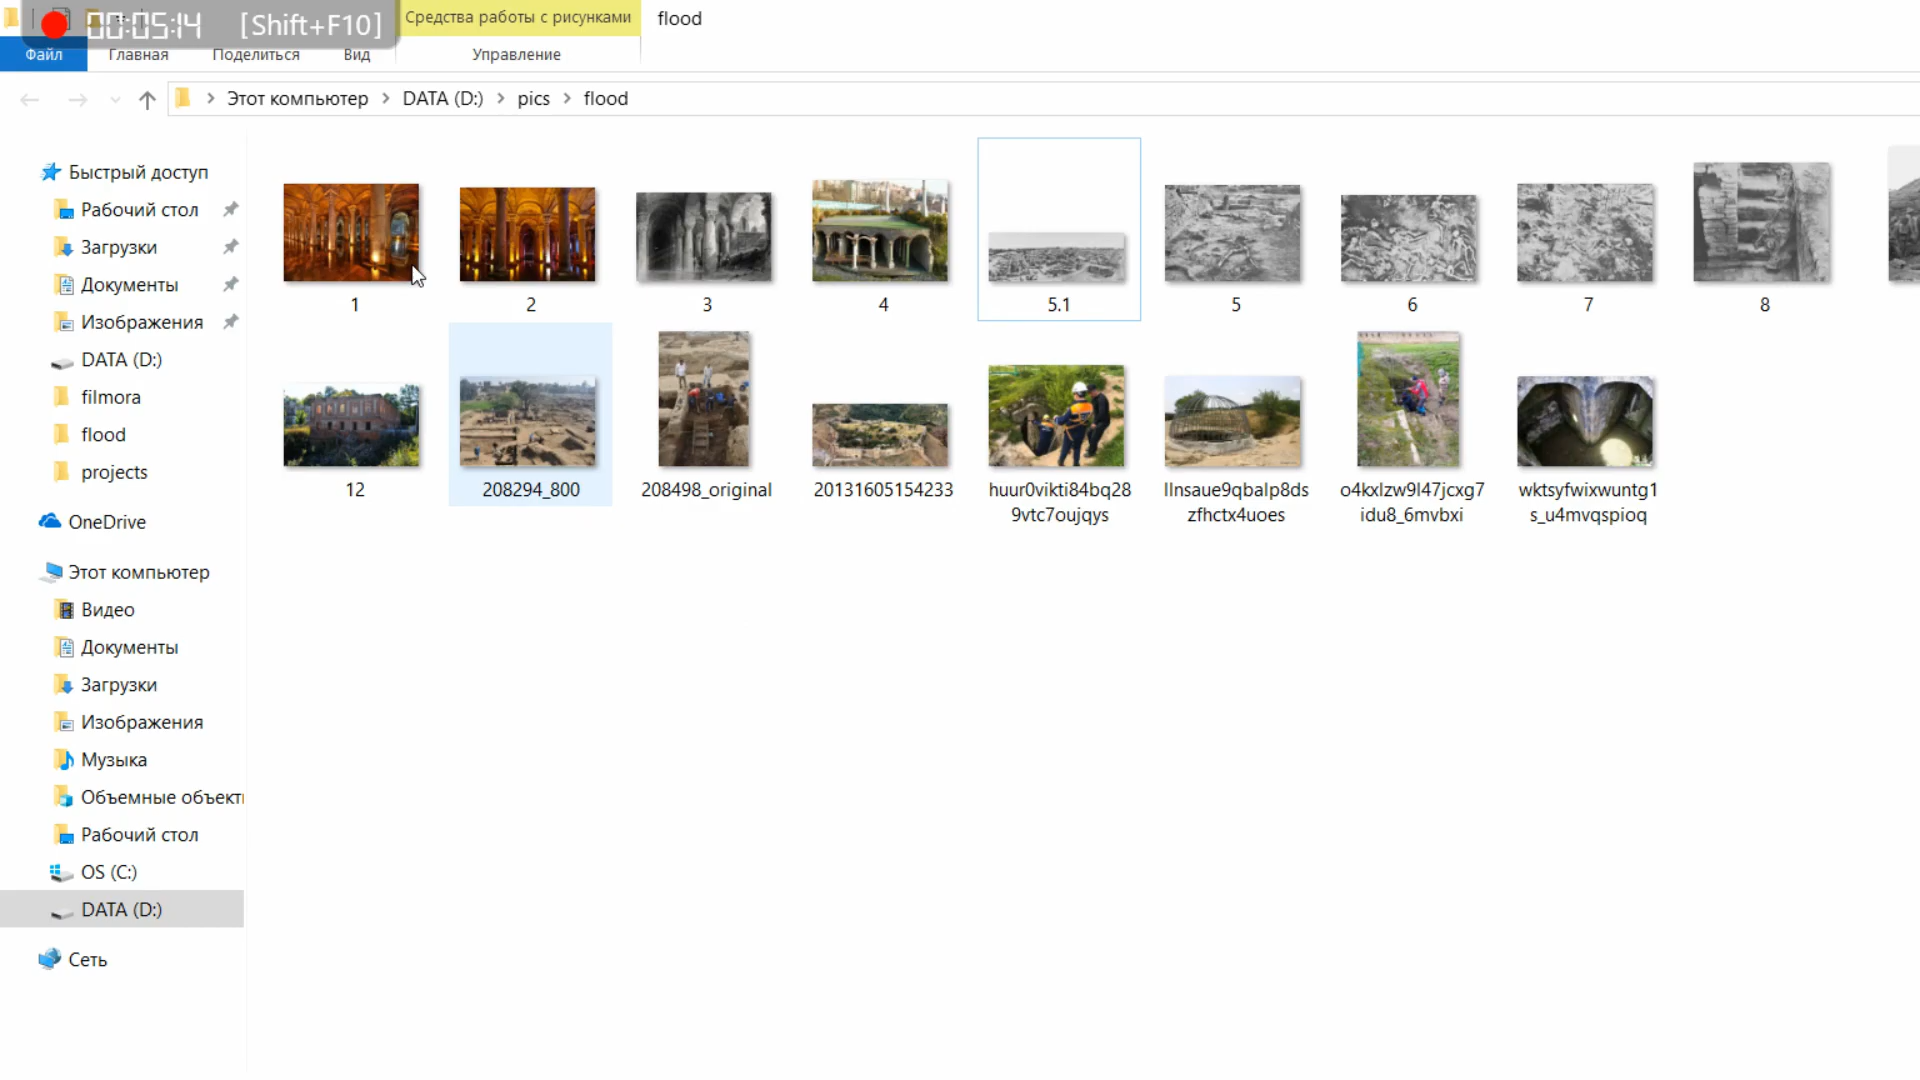 00:05:14 [Shift+F10]
Средства работы с рисунками
flood
Файл
Главная
Поделиться
Вид
Управление
Этот компьютер > DATA (D:) > pics > flood
Быстрый доступ
Рабочий стол
Загрузки
Документы
Изображения
DATA (D:)
filmora
flood
projects
OneDrive
Этот компьютер
Видео
Документы
Загрузки
Изображения
Музыка
Объемные объект
Рабочий стол
OS (C:)
DATA (D:)
Сеть
1
2
3
4
5.1
5
6
7
8
12
208294_800
208498_original
20131605154233
huur0vikti84bq28
9vtc7oujqys
llnsaue9qbalp8ds
zfhctx4uoes
o4kxlzw9l47jcxg7
idu8_6mvbxi
wktsyfwixwuntg1
s_u4mvqspioq